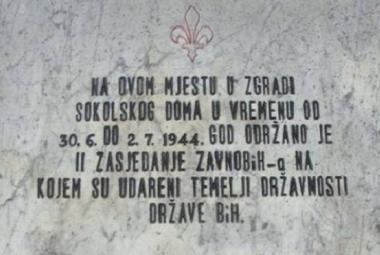 NA OVOM MJESTU U ZGRADI
SOKOLSKOG DOMA U VREMENU OD
30. 6. DO 2. 7. 1944. GOD ODRŽANO JE
II ZASJEDANJE ZAVNOBiH-a NA
KOJEM SU UDARENI TEMELJI DRŽAVNOSTI
DRŽAVE BiH.